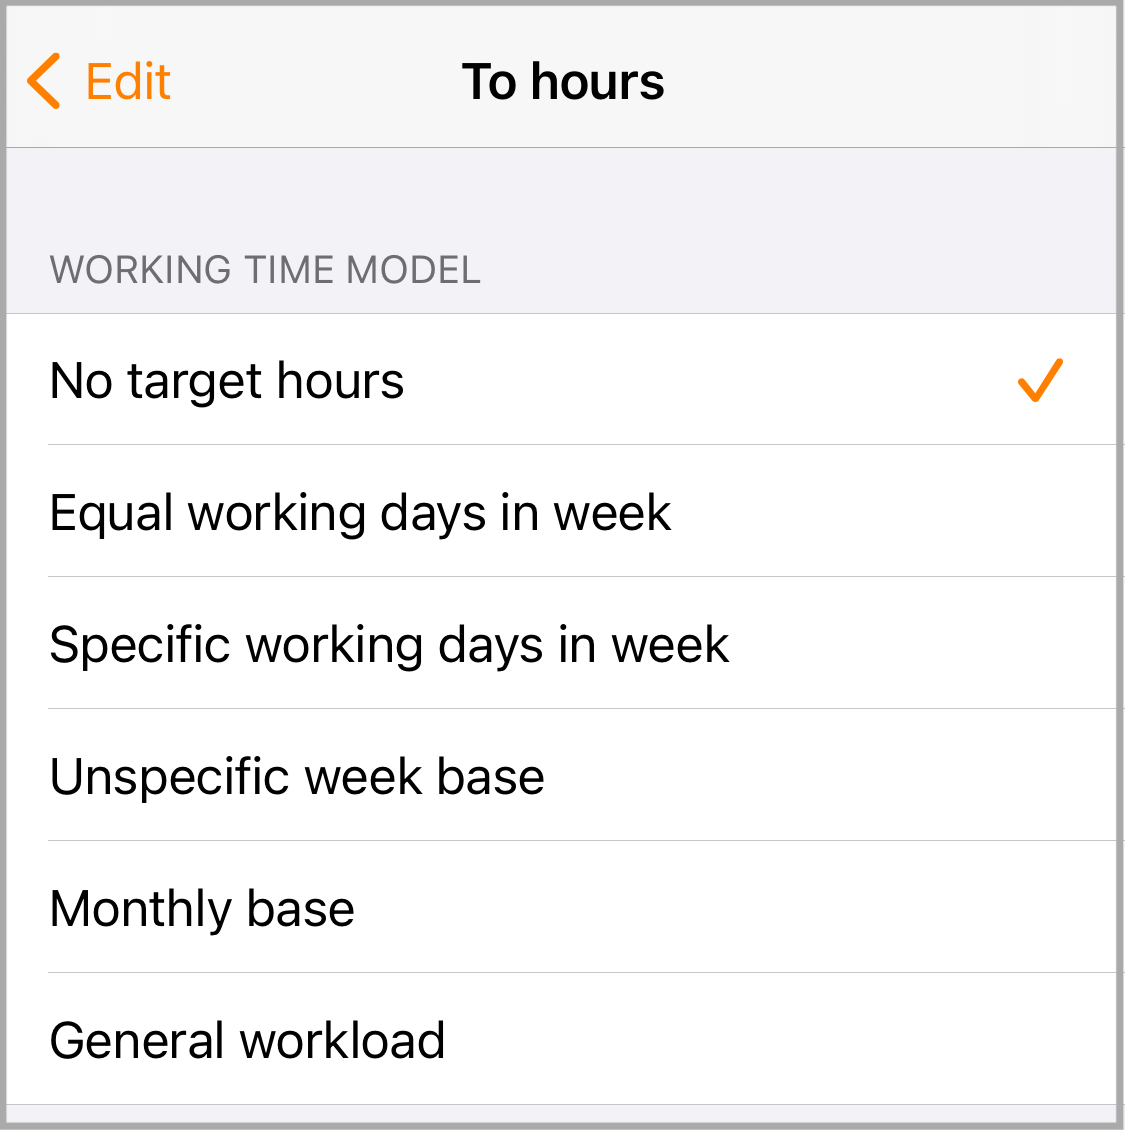 Edit
To hours
WORKING TIME MODEL
No target hours
Equal working days in week
Specific working days in week
Unspecific week base
Monthly base
General workload